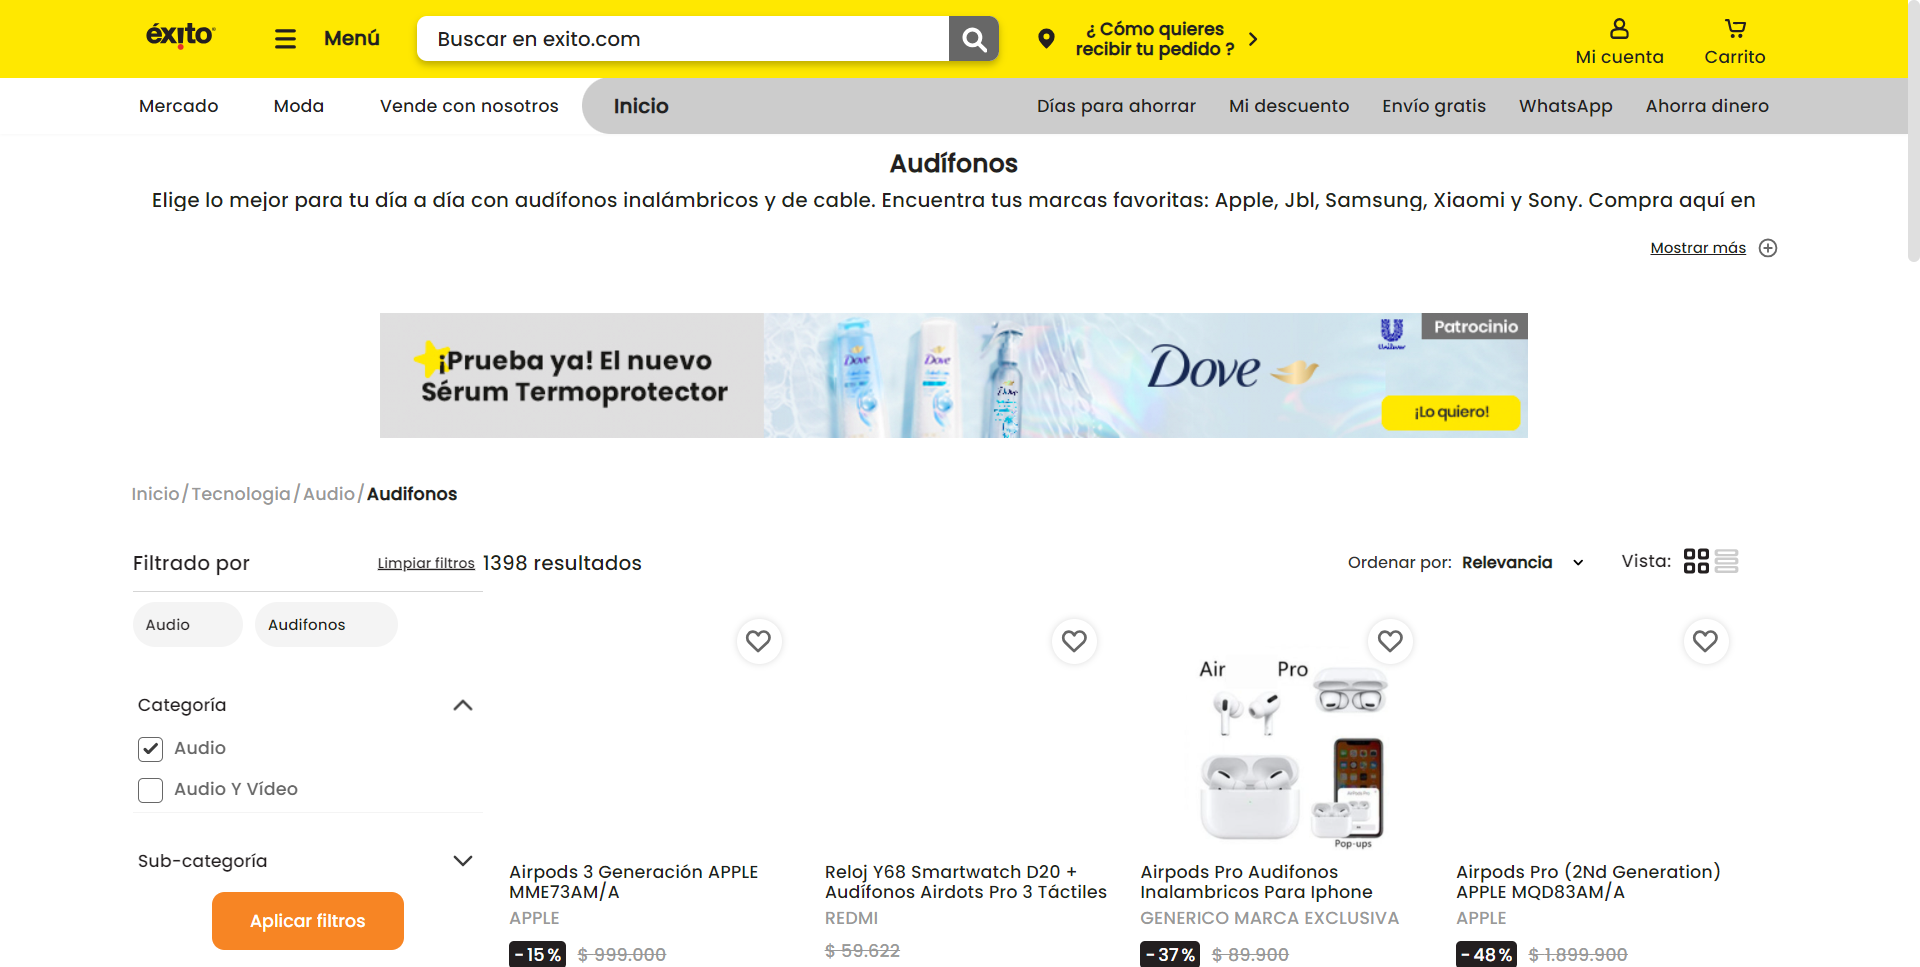 éxito
Menú
Buscar en exito.com
¿ Cómo quieres
recibir tu pedido ?
Mi cuenta
Carrito
Mercado
Moda
Vende con nosotros
Inicio
Días para ahorrar
Mi descuento
Envío gratis
WhatsApp
Ahorra dinero
Audífonos
Elige lo mejor para tu día a día con audífonos inalámbricos y de cable. Encuentra tus marcas favoritas: Apple, Jbl, Samsung, Xiaomi y Sony. Compra aquí en
Mostrar más
¡Prueba ya! El nuevo
Sérum Termoprotector
Dove
Dove
Dove
Dove
Unilever
Patrocinio
¡Lo quiero!
Inicio/Tecnologia/Audio/Audifonos
Filtrado por
Limpiar filtros
1398 resultados
Ordenar por: Relevancia
Vista:
Audio
Audifonos
Categoría
Audio
Audio Y Vídeo
Sub-categoría
Aplicar filtros
Airpods 3 Generación APPLE
MME73AM/A
APPLE
-15% $ 999.000
Reloj Y68 Smartwatch D20 +
Audífonos Airdots Pro 3 Táctiles
REDMI
$ 59.622
Air Pro
Pop-ups
Airpods Pro Audifonos
Inalambricos Para Iphone
GENERICO MARCA EXCLUSIVA
-37% $ 89.900
Airpods Pro (2Nd Generation)
APPLE MQD83AM/A
APPLE
-48% $ 1.899.900